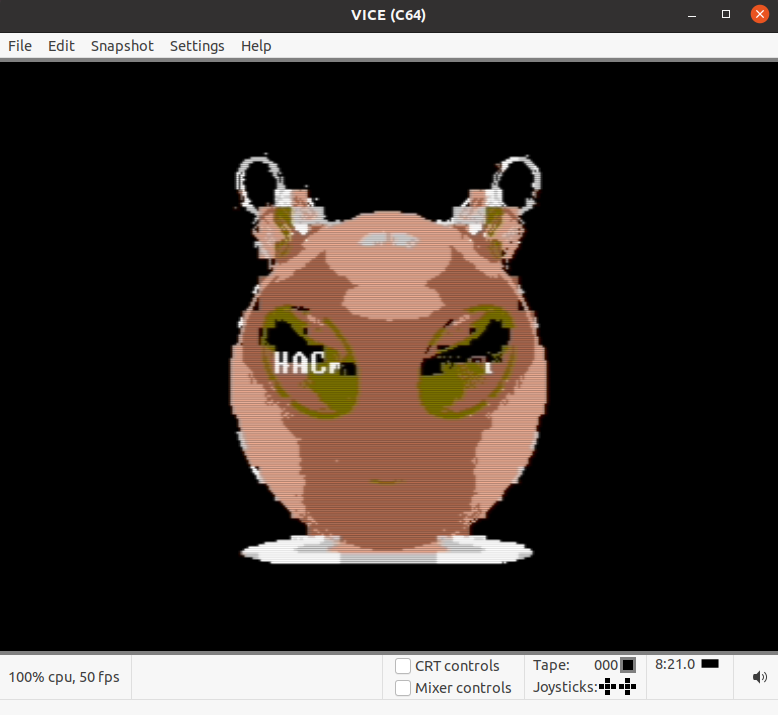 VICE (C64)
File Edit Snapshot Settings Help
HAC
100% cpu, 50 fps
CRT controls
Mixer controls
Tape: 000
Joysticks:
8:21.0